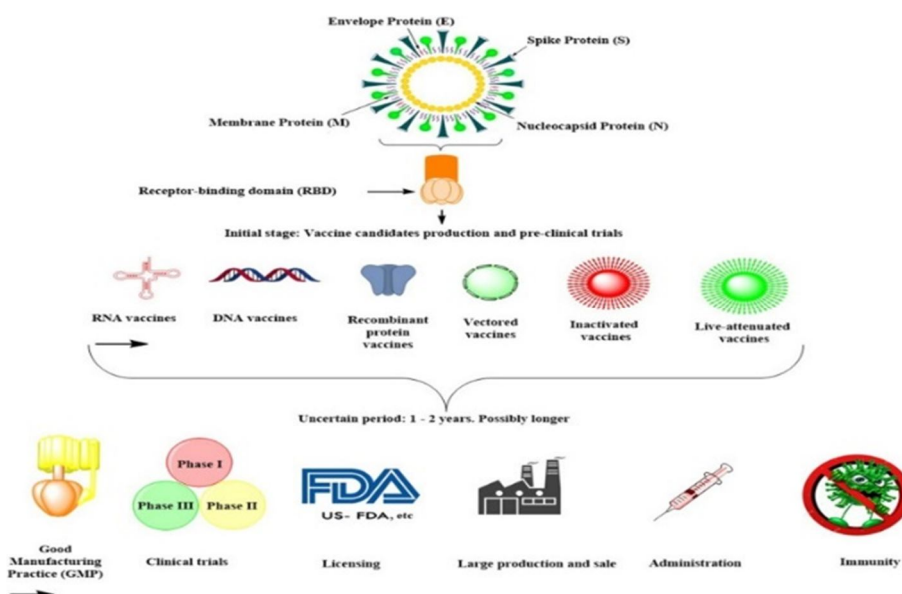 Envelope Protein (E)
Spike Protein (S)
Membrane Protein (M)
Nucleocapsid Protein (N)
Receptor-binding domain (RBD)
Initial stage: Vaccine candidates production and pre-clinical trials
RNA vaccines
DNA vaccines
Recombinant
protein
vaccines
Vectored
vaccines
Inactivated
vaccines
Live-attenuated
vaccines
Uncertain period: 1 - 2 years. Possibly longer
Phase I
Phase III
Phase II
FDA
US- FDA, etc
Good
Manufacturing
Practice (GMP)
Clinical trials
Licensing
Large production and sale
Administration
Immunity